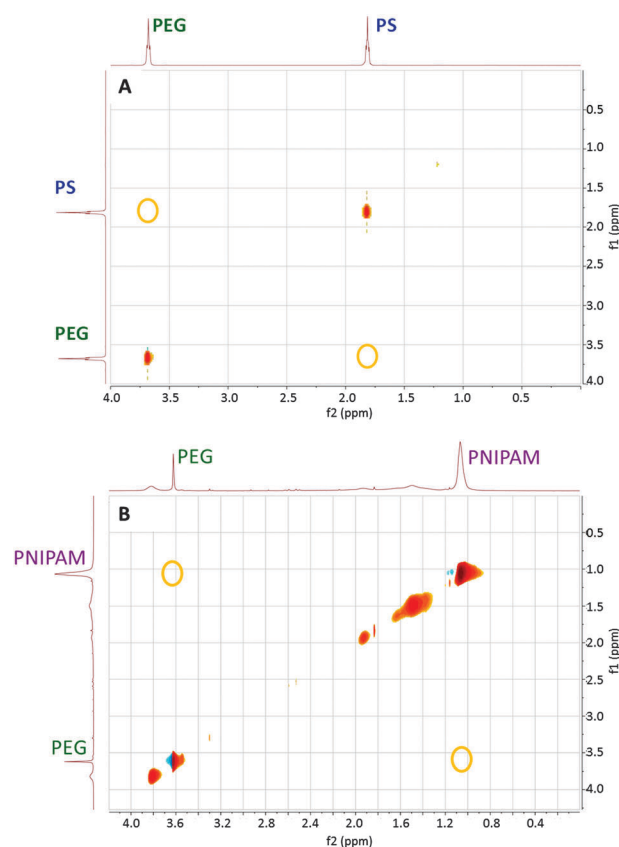 PEG PS
A
0.5
1.0
PS
1.5
2.0
f1 (ppm)
2.5
3.0
PEG
3.5
4.0
4.0 3.5 3.0 2.5 2.0 1.5 1.0 0.5
f2 (ppm)
PEG PNIPAM
B
0.5
PNIPAM
1.0
1.5
2.0
f1 (ppm)
2.5
3.0
PEG
3.5
4.0
4.0 3.6 3.2 2.8 2.4 2.0 1.6 1.2 0.8 0.4
f2 (ppm)